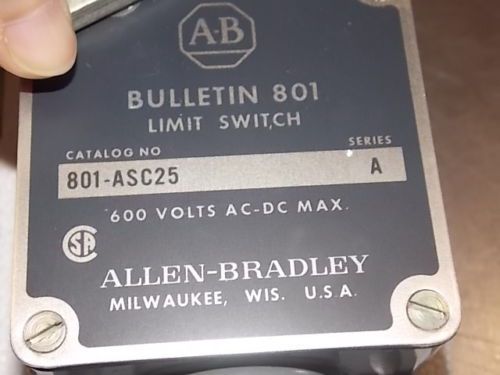 A-B
BULLETIN 801
LIMIT SWITCH
CATALOG NO SERIES
801-ASC25 A
600 VOLTS AC-DC MAX.
CSA
ALLEN-BRADLEY
MILWAUKEE, WIS. U.S.A.